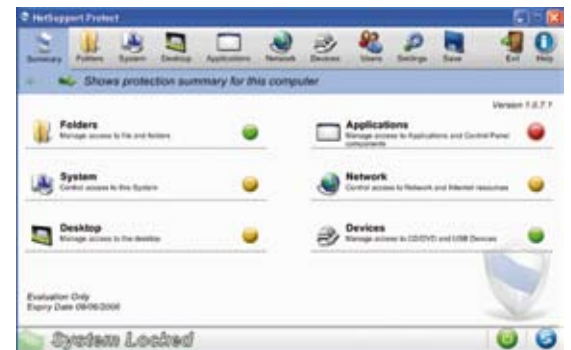 NetSupport Protect
Summary Folders System Desktop Applications Network Devices Users Settings Save Exit Help
Shows protection summary for this computer
Version 1.0.7.1
Folders
Manage access to file and folders
Applications
Manage access to Applications and Control Panel
components
System
Control access to this System
Network
Control access to Network and Internet resources
Desktop
Manage access to the desktop
Devices
Manage access to CD/DVD and USB Devices
Evaluation Only
Expiry Date
System Locked